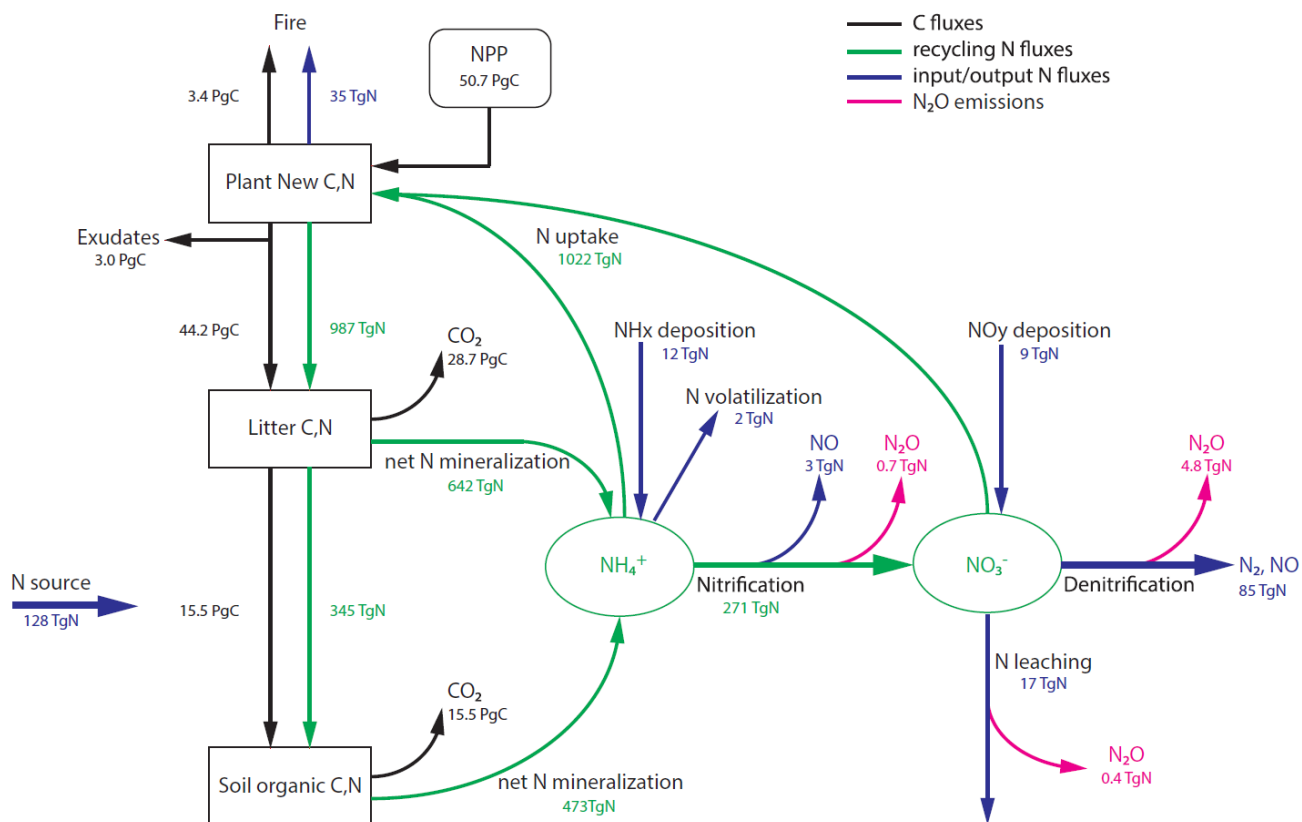 Fire
3.4 PgC
35 TgN
NPP
50.7 PgC
C fluxes
recycling N fluxes
input/output N fluxes
N₂O emissions
Plant New C,N
Exudates
3.0 PgC
N uptake
1022 TgN
44.2 PgC
987 TgN
CO₂
28.7 PgC
NHx deposition
12 TgN
NOy deposition
9 TgN
N volatilization
2 TgN
Litter C,N
net N mineralization
642 TgN
NO
3 TgN
N₂O
0.7 TgN
N₂O
4.8 TgN
NH₄⁺
Nitrification
271 TgN
NO₃⁻
Denitrification
N₂, NO
85 TgN
N source
128 TgN
15.5 PgC
345 TgN
N leaching
17 TgN
CO₂
15.5 PgC
N₂O
0.4 TgN
Soil organic C,N
net N mineralization
473TgN